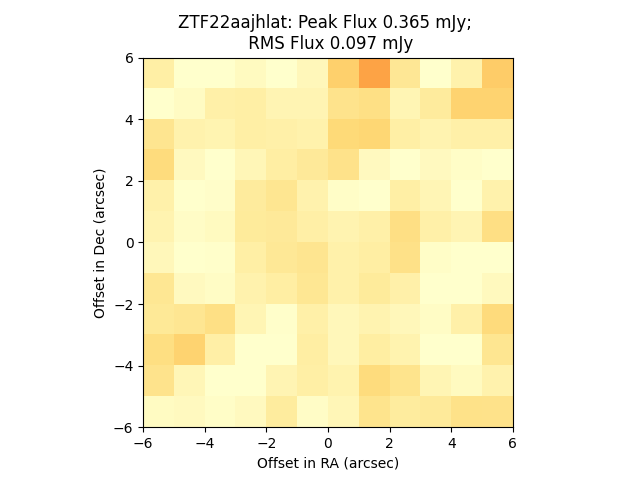 ZTF22aajhlat: Peak Flux 0.365 mJy;
RMS Flux 0.097 mJy
6
4
2
0
−2
−4
−6
Offset in Dec (arcsec)
−6 −4 −2 0 2 4 6
Offset in RA (arcsec)